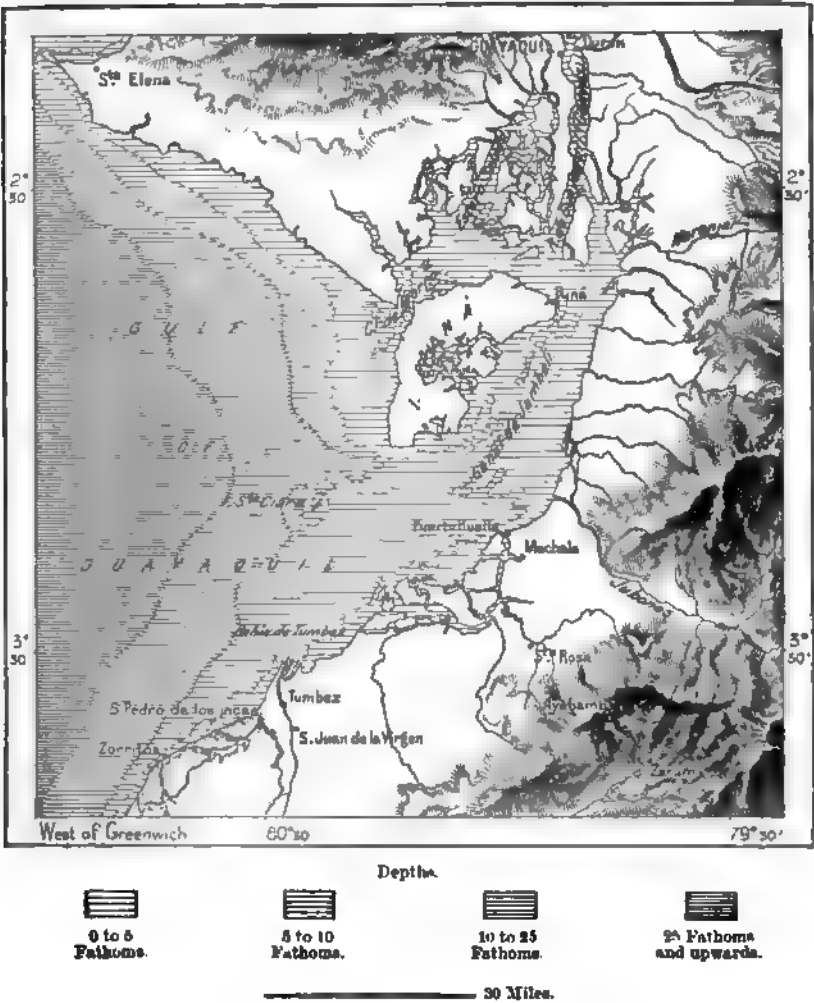 GUAYAQUIL
Sta Elena
2°
30'
2°
30'
Puná
GULF
OF
Sta Clara I.
GUAYAQUIL
Machala
Bahia de Tumbez
3°
30'
3°
30'
Sta Rosa
Tumbez
S. Pedro de los Incas
S. Juan de la Virgen
Zorritos
West of Greenwich
80°30
79°30'
Depths.
0 to 5
Fathoms.
5 to 10
Fathoms.
10 to 25
Fathoms.
25 Fathoms
and upwards.
30 Miles.